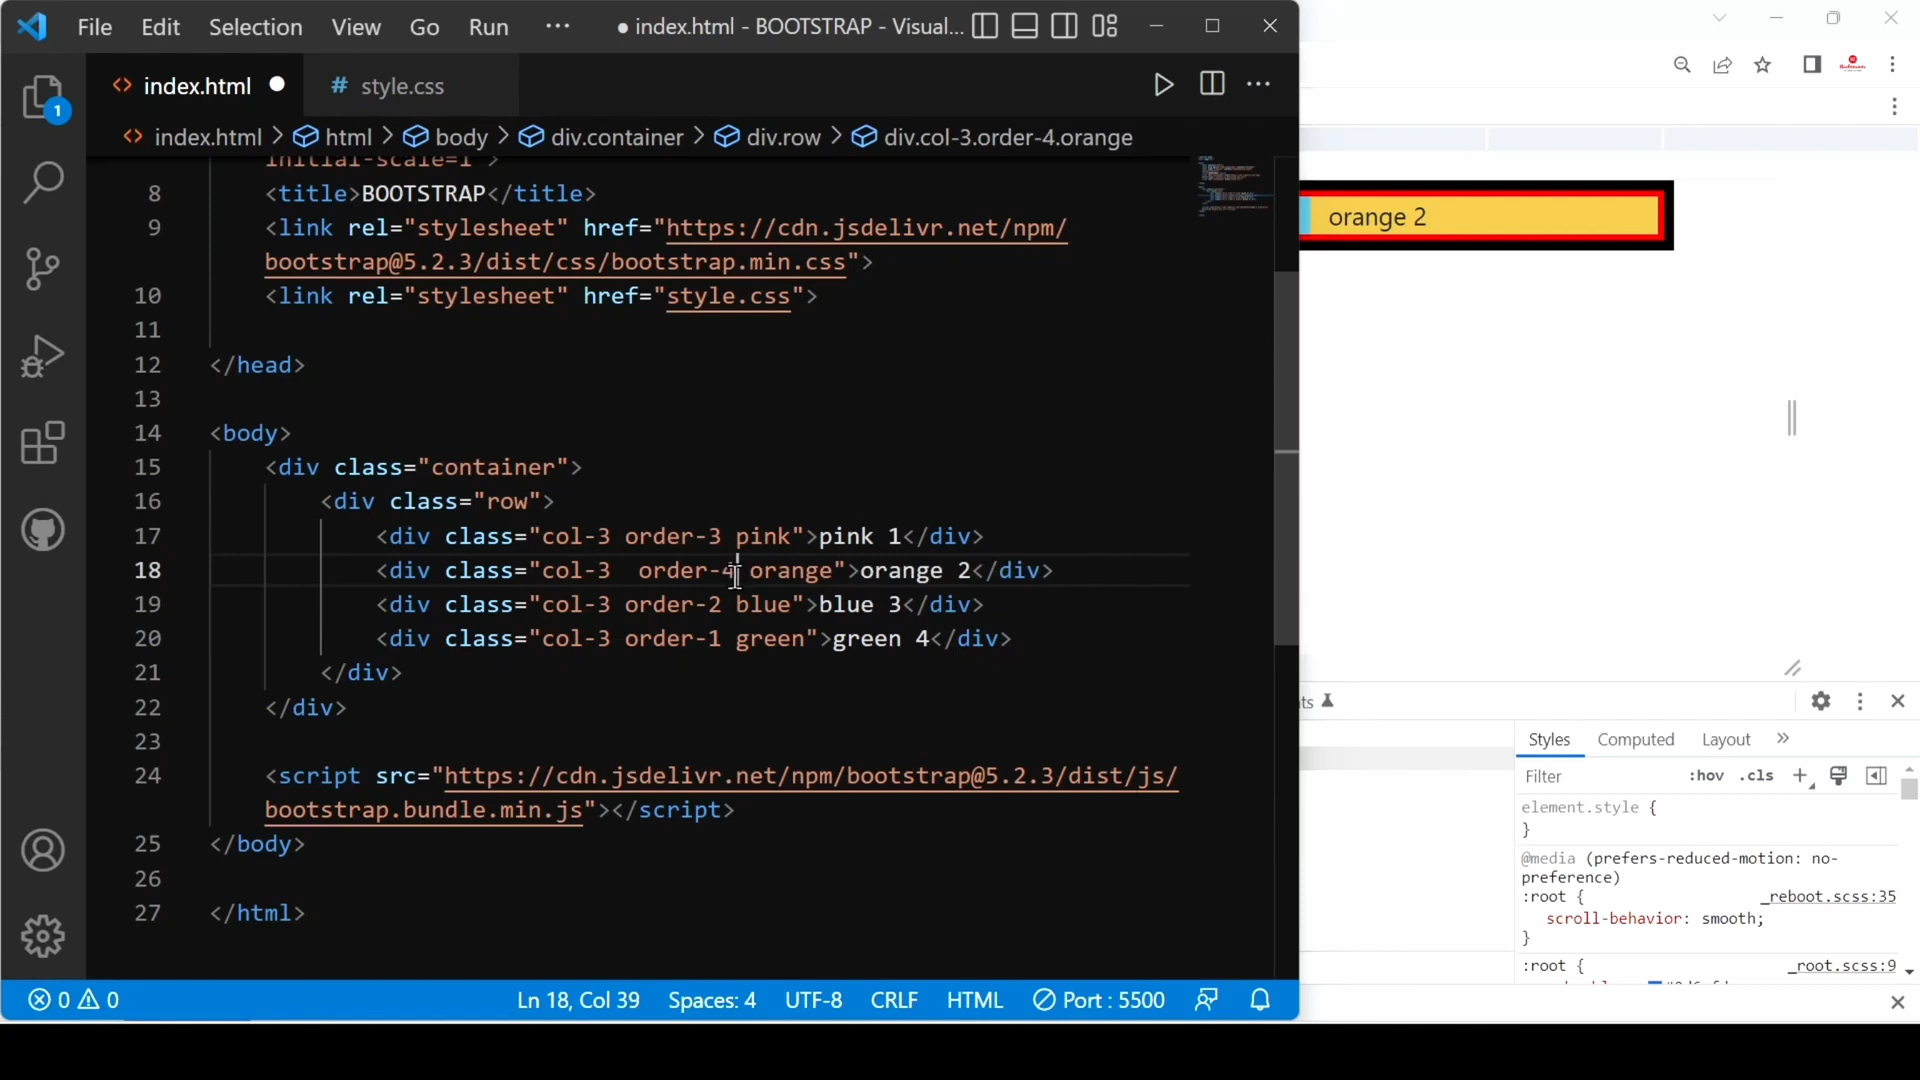 File Edit Selection View Go Run ··· ● index.html - BOOTSTRAP - Visual...
index.html ● # style.css
index.html > html > body > div.container > div.row > div.col-3.order-4.orange
initial-scale=1">
8 <title>BOOTSTRAP</title>
9 <link rel="stylesheet" href="https://cdn.jsdelivr.net/npm/
bootstrap@5.2.3/dist/css/bootstrap.min.css">
10 <link rel="stylesheet" href="style.css">
11
12 </head>
13
14 <body>
15 <div class="container">
16 <div class="row">
17 <div class="col-3 order-3 pink">pink 1</div>
18 <div class="col-3  order-4 orange">orange 2</div>
19 <div class="col-3 order-2 blue">blue 3</div>
20 <div class="col-3 order-1 green">green 4</div>
21 </div>
22 </div>
23
24 <script src="https://cdn.jsdelivr.net/npm/bootstrap@5.2.3/dist/js/
bootstrap.bundle.min.js"></script>
25 </body>
26
27 </html>
1
0 0 Ln 18, Col 39 Spaces: 4 UTF-8 CRLF HTML Port : 5500
orange 2
ts
Styles Computed Layout »
Filter :hov .cls +
element.style {
}
@media (prefers-reduced-motion: no-
preference)
:root { _reboot.scss:35
scroll-behavior: smooth;
}
:root { _root.scss:9